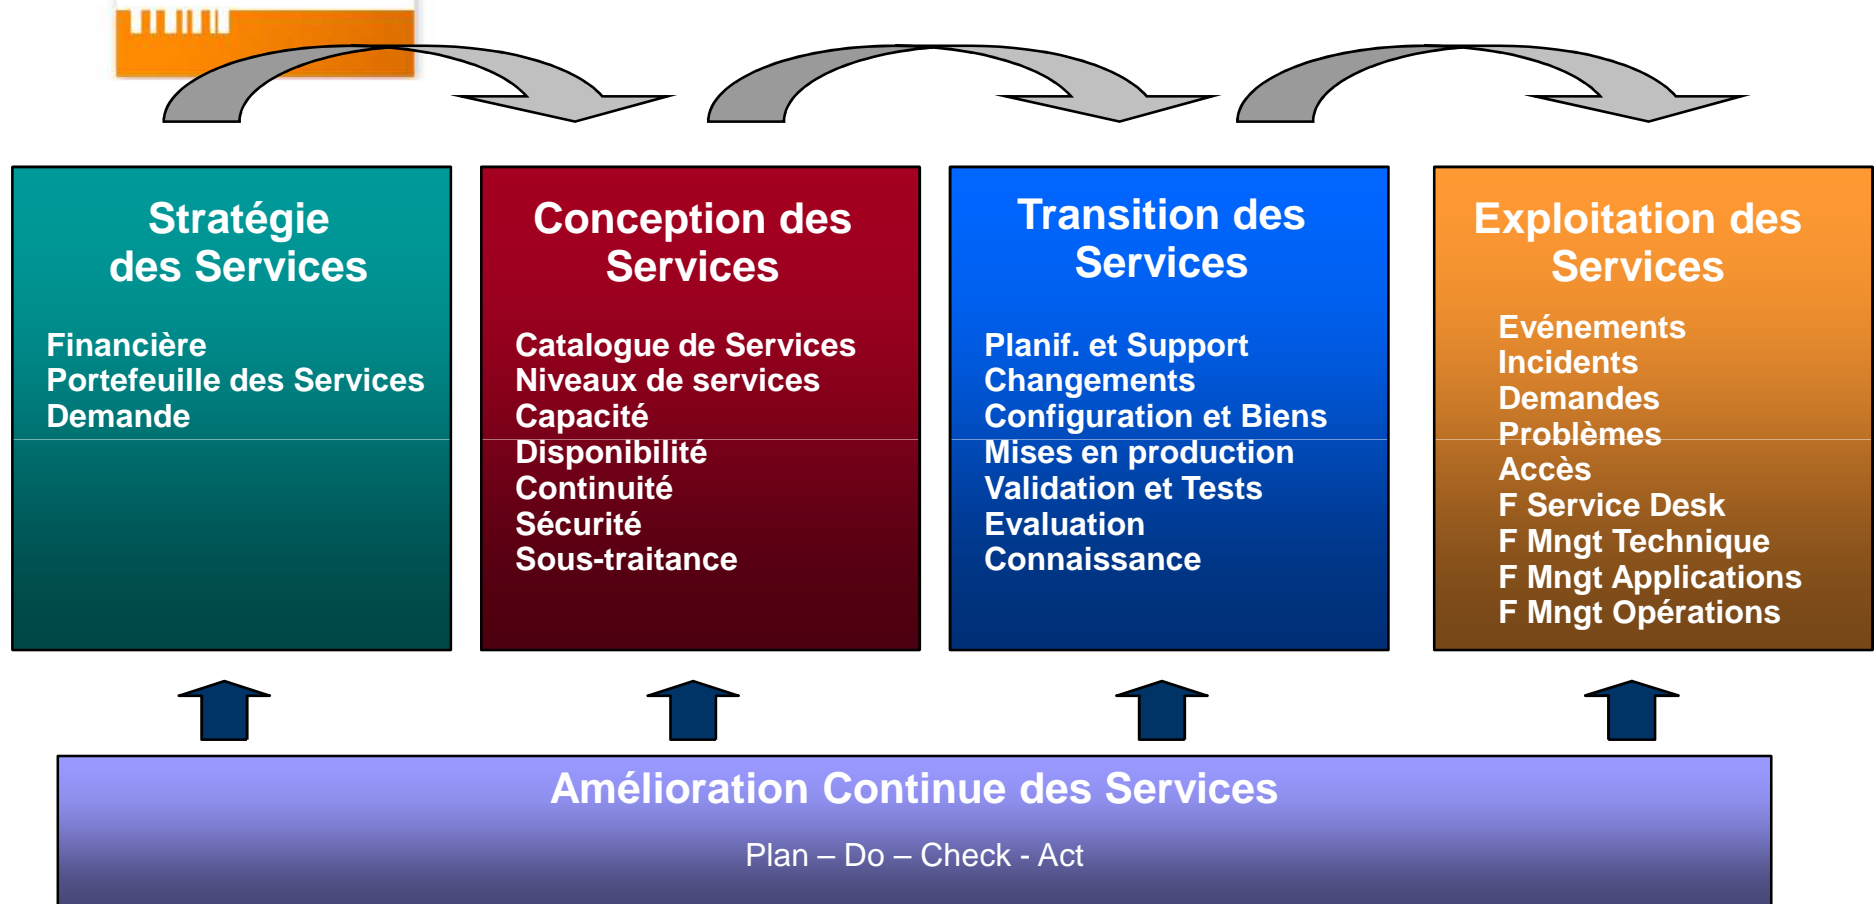 Stratégie
des Services
Financière
Portefeuille des Services
Demande
Conception des
Services
Catalogue de Services
Niveaux de services
Capacité
Disponibilité
Continuité
Sécurité
Sous-traitance
Transition des
Services
Planif. et Support
Changements
Configuration et Biens
Mises en production
Validation et Tests
Evaluation
Connaissance
Exploitation des
Services
Evénements
Incidents
Demandes
Problèmes
Accès
F Service Desk
F Mngt Technique
F Mngt Applications
F Mngt Opérations
Amélioration Continue des Services
Plan – Do – Check - Act